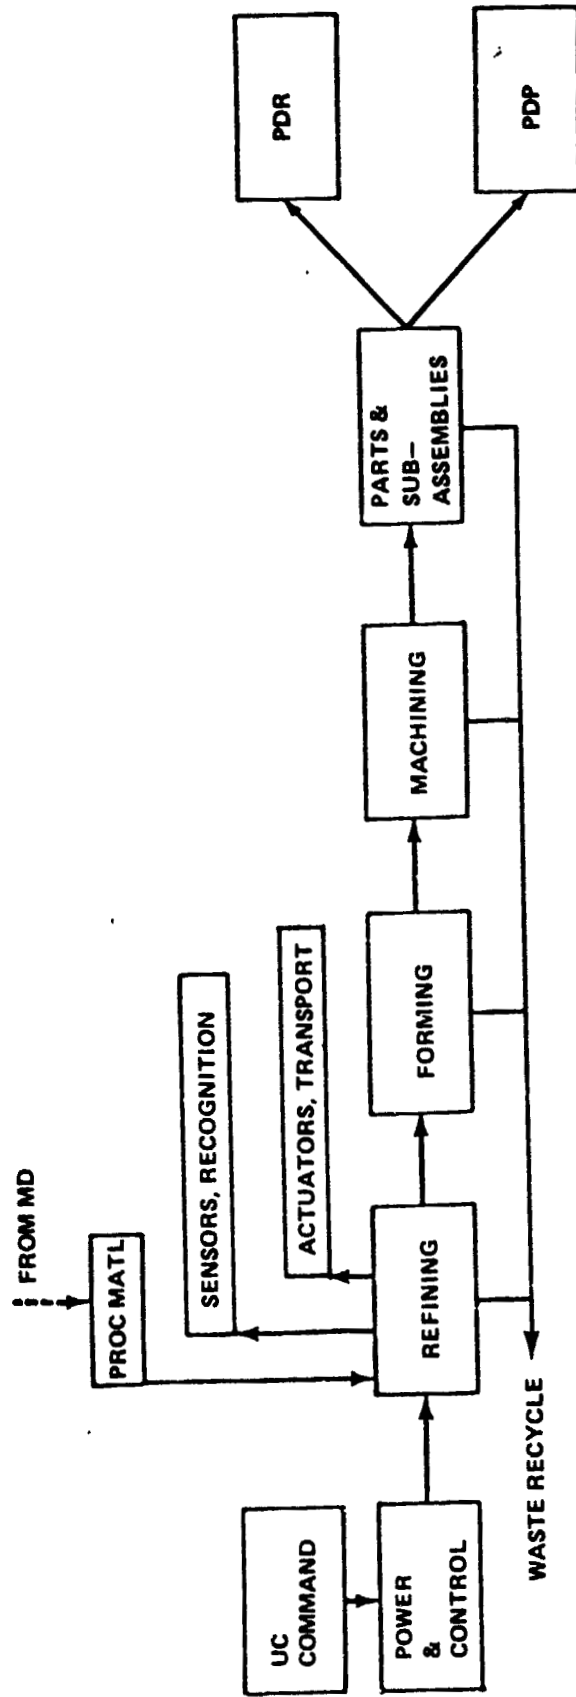 FROM MD
PROC MATL
SENSORS, RECOGNITION
ACTUATORS, TRANSPORT
UC
COMMAND
POWER
&
CONTROL
REFINING
FORMING
MACHINING
PARTS &
SUB–
ASSEMBLIES
PDR
PDP
WASTE RECYCLE